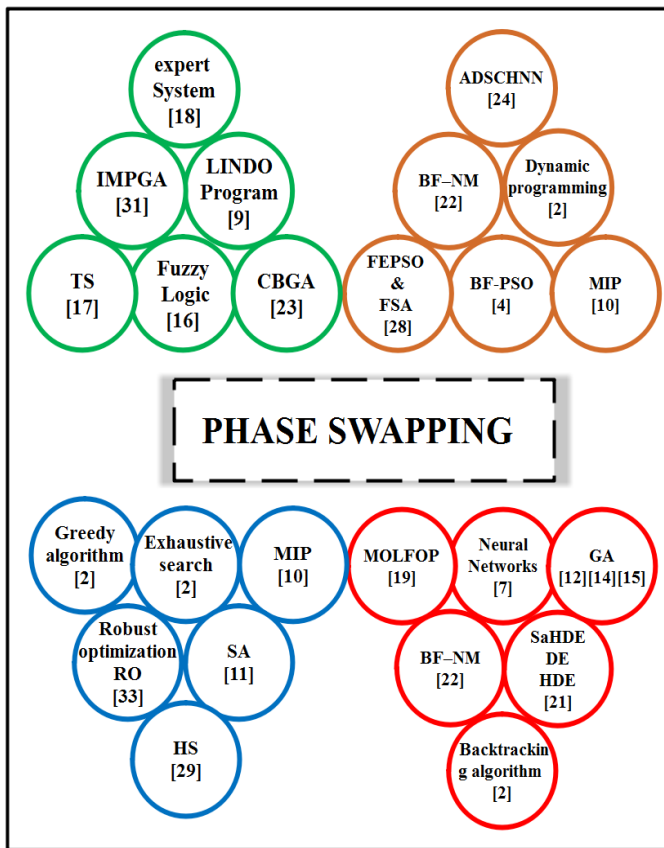 expert
System
[18]
IMPGA
[31]
LINDO
Program
[9]
TS
[17]
Fuzzy
Logic
[16]
CBGA
[23]
ADSCHNN
[24]
BF–NM
[22]
Dynamic
programming
[2]
FEPSO
&
FSA
[28]
BF-PSO
[4]
MIP
[10]
PHASE SWAPPING
Greedy
algorithm
[2]
Exhaustive
search
[2]
MIP
[10]
Robust
optimization
RO
[33]
SA
[11]
HS
[29]
MOLFOP
[19]
Neural
Networks
[7]
GA
[12][14][15]
BF–NM
[22]
SaHDE
DE
HDE
[21]
Backtrackin
g algorithm
[2]